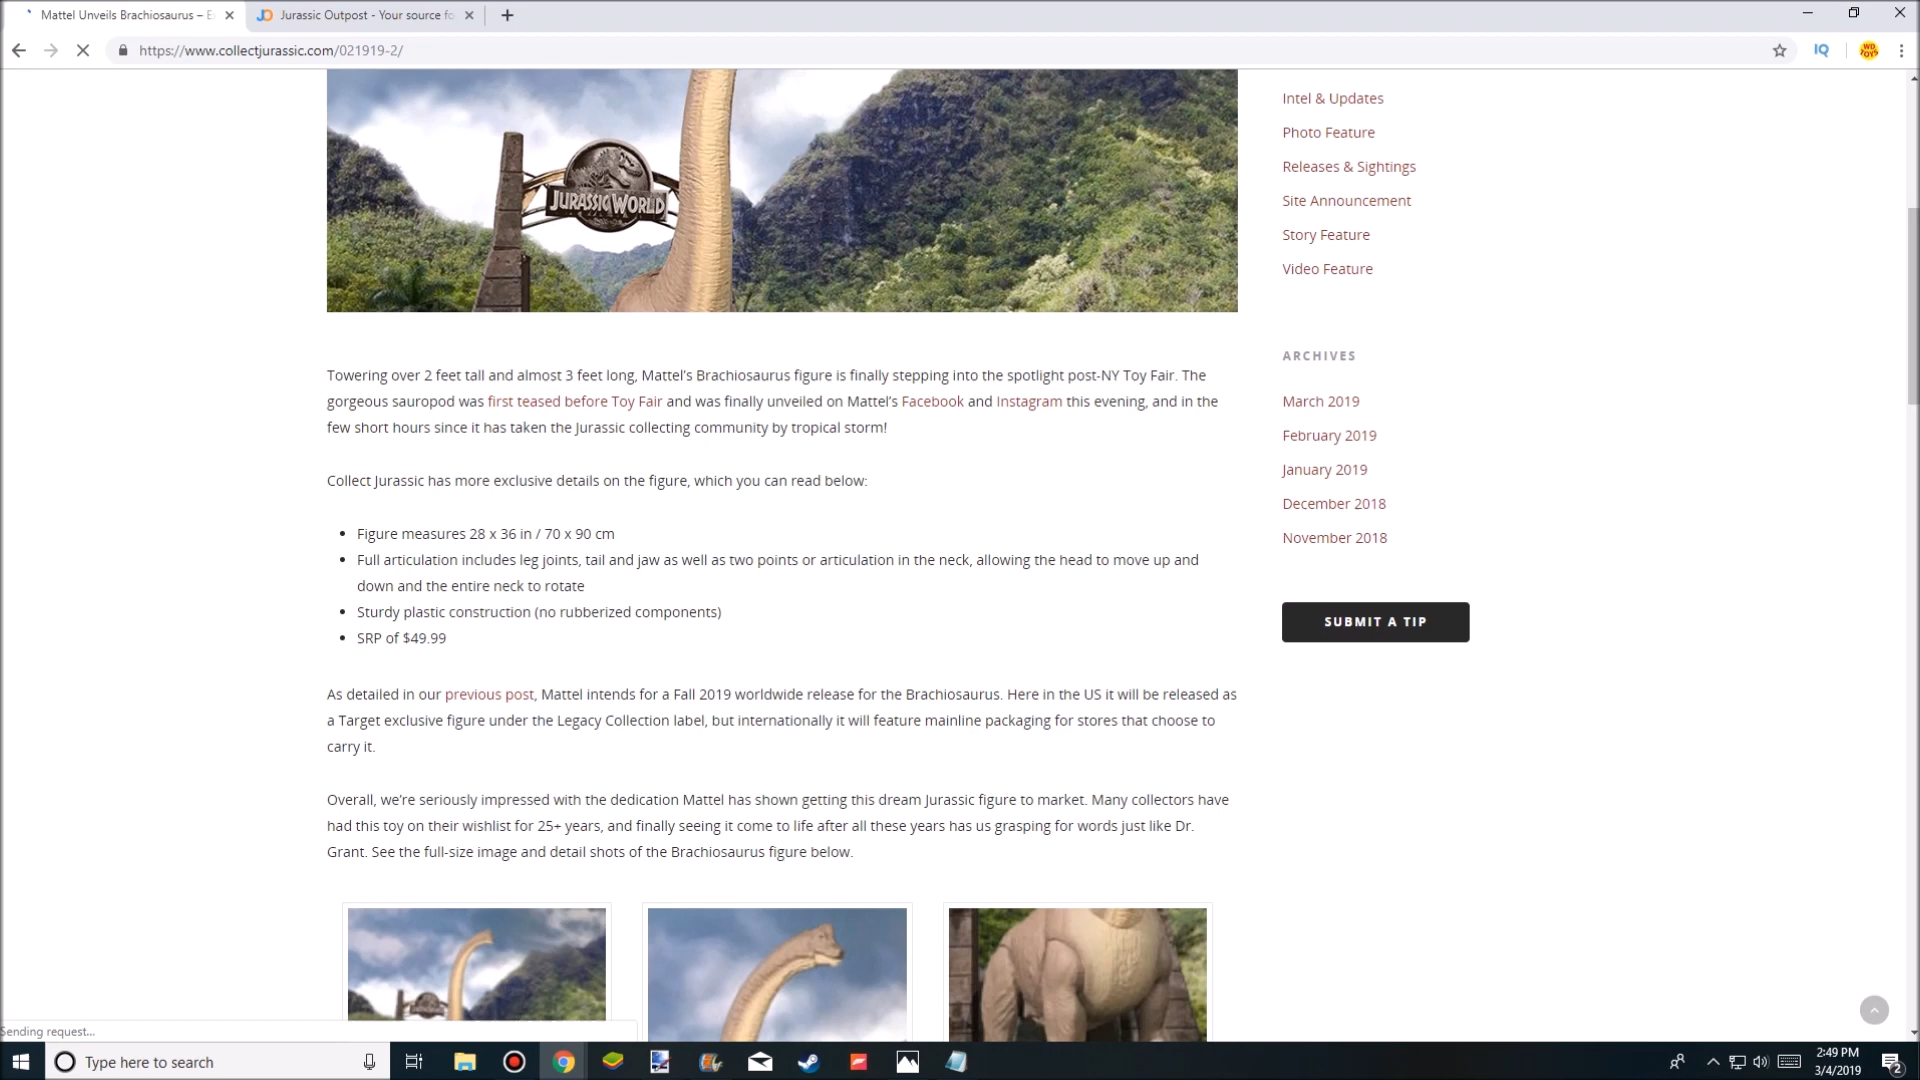 Mattel Unveils Brachiosaurus – E
Jurassic Outpost - Your source fo
https://www.collectjurassic.com/021919-2/
IQ
WD TOYS
JURASSIC WORLD
Intel & Updates
Photo Feature
Releases & Sightings
Site Announcement
Story Feature
Video Feature
Towering over 2 feet tall and almost 3 feet long, Mattel's Brachiosaurus figure is finally stepping into the spotlight post-NY Toy Fair. The
gorgeous sauropod was first teased before Toy Fair and was finally unveiled on Mattel's Facebook and Instagram this evening, and in the
few short hours since it has taken the Jurassic collecting community by tropical storm!
Collect Jurassic has more exclusive details on the figure, which you can read below:
• Figure measures 28 x 36 in / 70 x 90 cm
• Full articulation includes leg joints, tail and jaw as well as two points or articulation in the neck, allowing the head to move up and
down and the entire neck to rotate
• Sturdy plastic construction (no rubberized components)
• SRP of $49.99
As detailed in our previous post, Mattel intends for a Fall 2019 worldwide release for the Brachiosaurus. Here in the US it will be released as
a Target exclusive figure under the Legacy Collection label, but internationally it will feature mainline packaging for stores that choose to
carry it.
Overall, we're seriously impressed with the dedication Mattel has shown getting this dream Jurassic figure to market. Many collectors have
had this toy on their wishlist for 25+ years, and finally seeing it come to life after all these years has us grasping for words just like Dr.
Grant. See the full-size image and detail shots of the Brachiosaurus figure below.
ARCHIVES
March 2019
February 2019
January 2019
December 2018
November 2018
SUBMIT A TIP
Sending request...
Type here to search
2:49 PM
3/4/2019
2